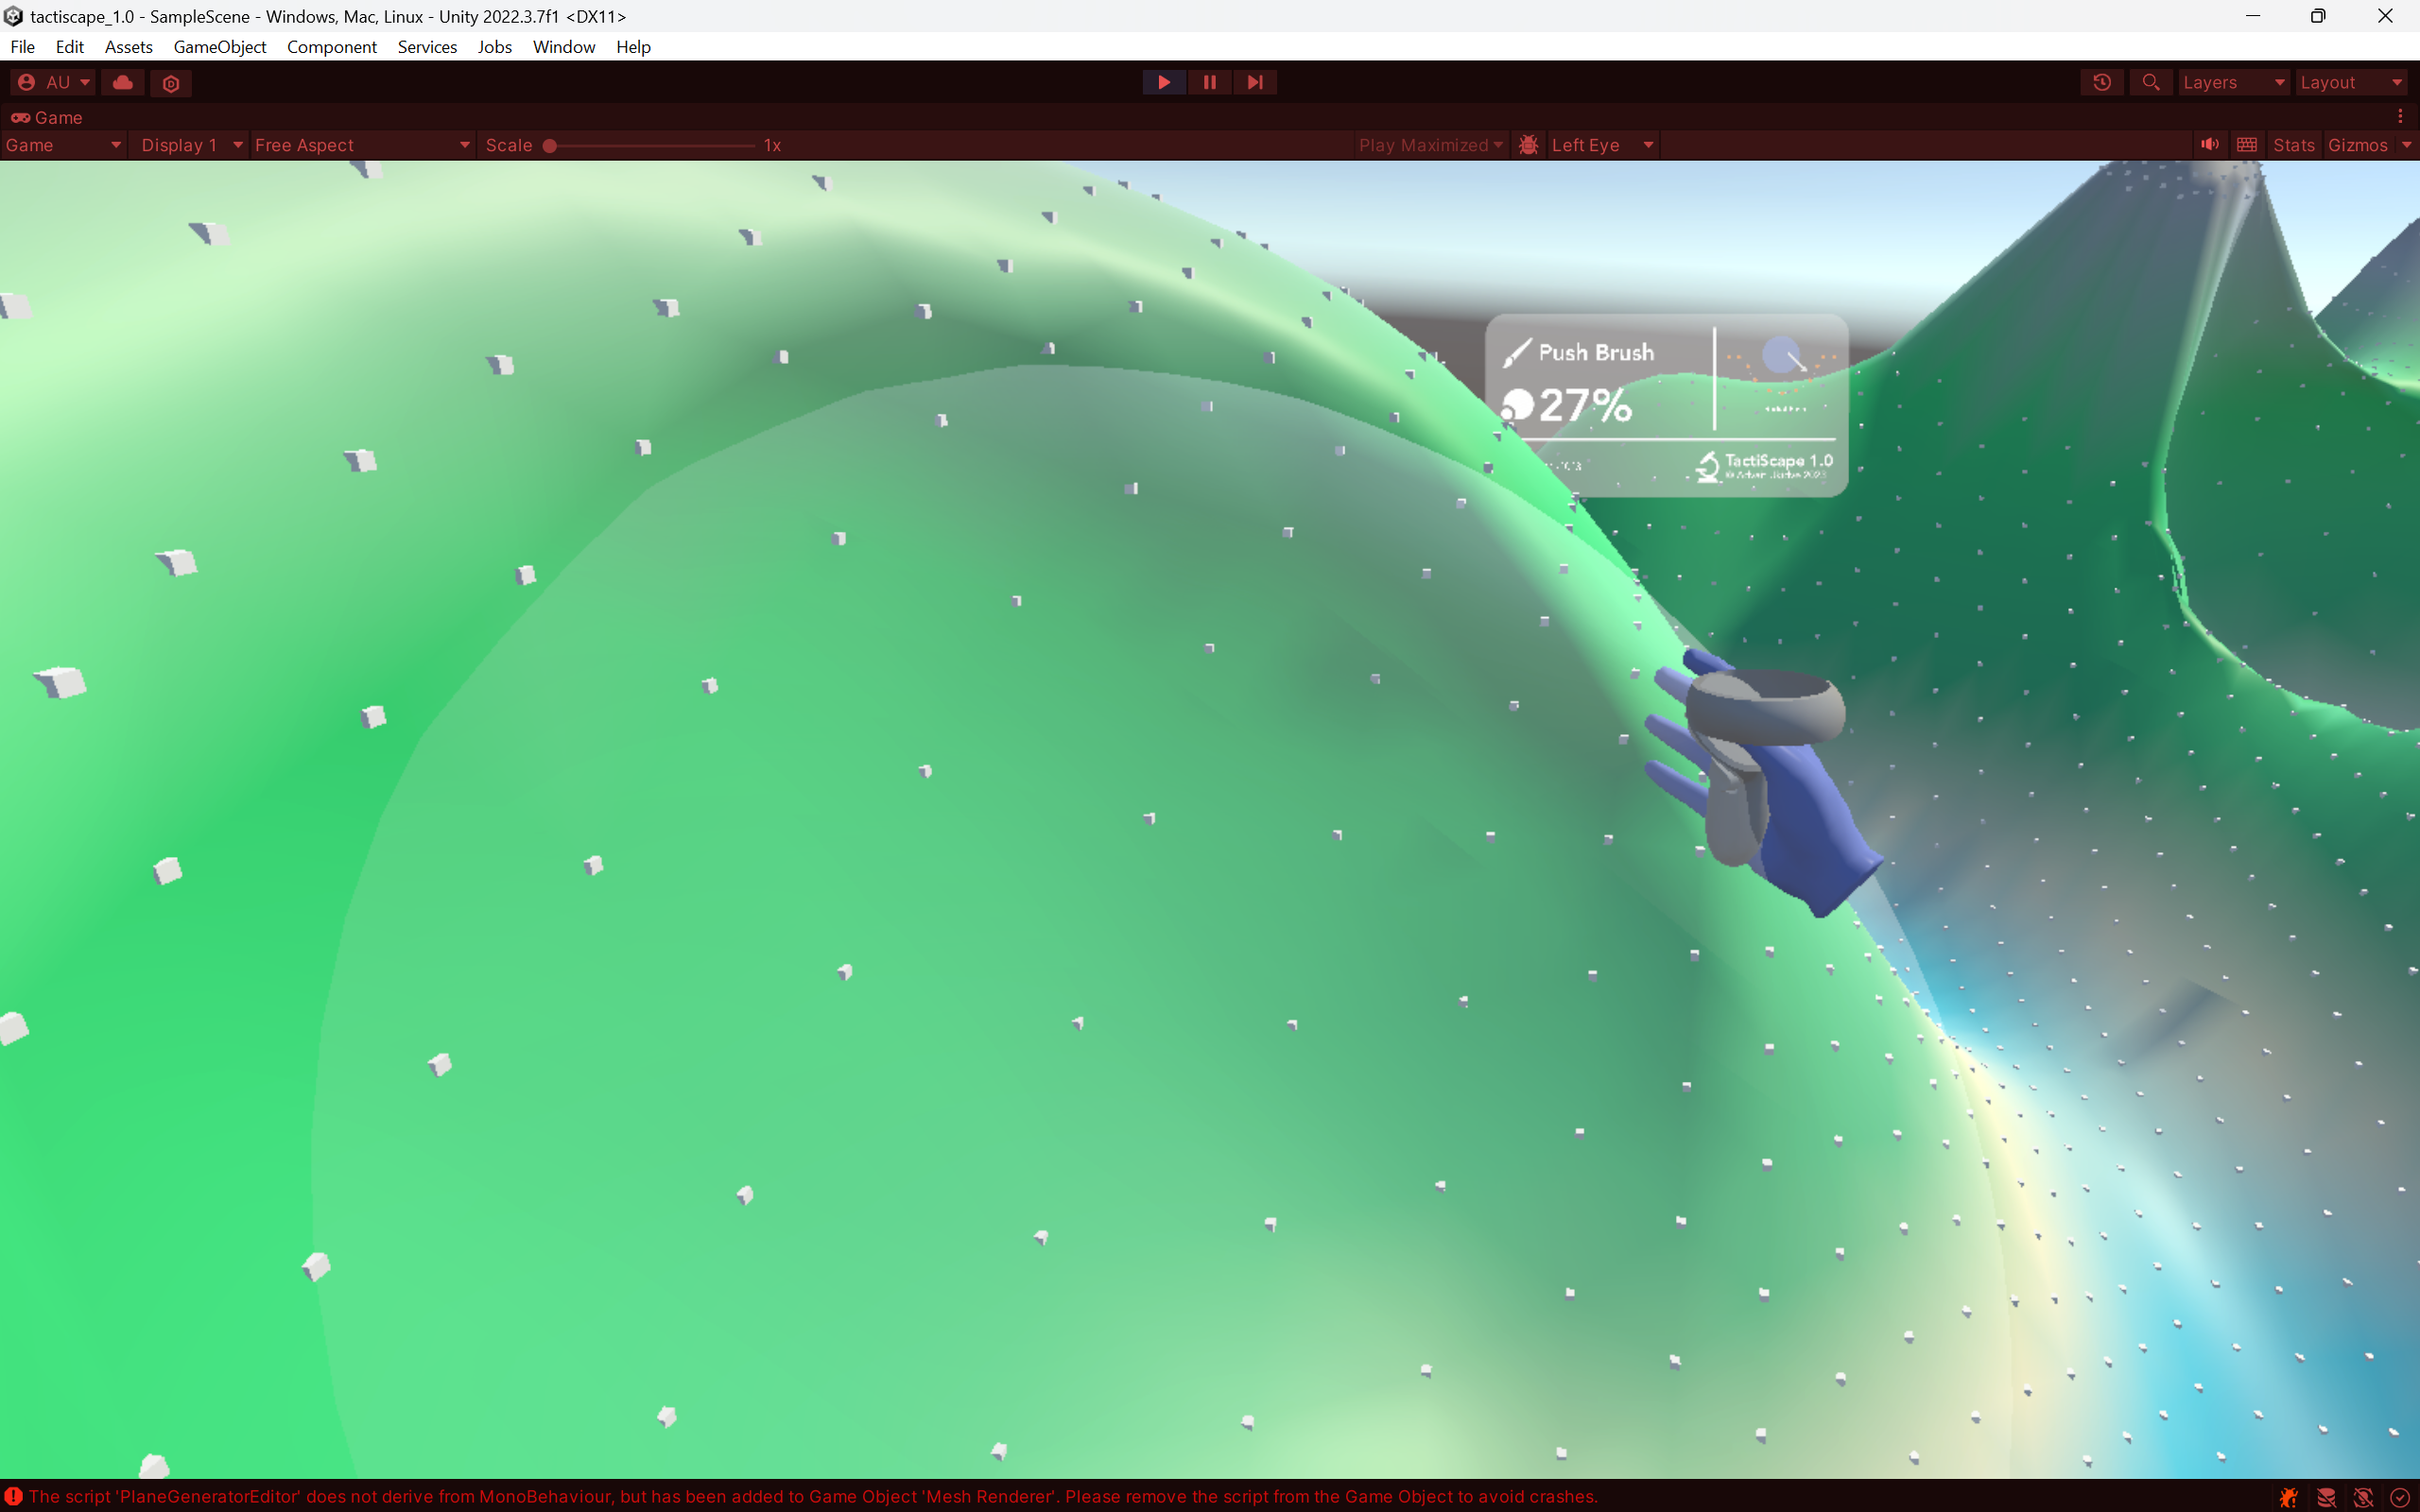 tactiscape_1.0 - SampleScene - Windows, Mac, Linux - Unity 2022.3.7f1 <DX11>
File Edit Assets GameObject Component Services Jobs Window Help
AU Layers Layout
Game
Game Display 1 Free Aspect Scale 1x Play Maximized Left Eye Stats Gizmos
Push Brush
27%
TactiScape 1.0
The script 'PlaneGeneratorEditor' does not derive from MonoBehaviour, but has been added to Game Object 'Mesh Renderer'. Please remove the script from the Game Object to avoid crashes.